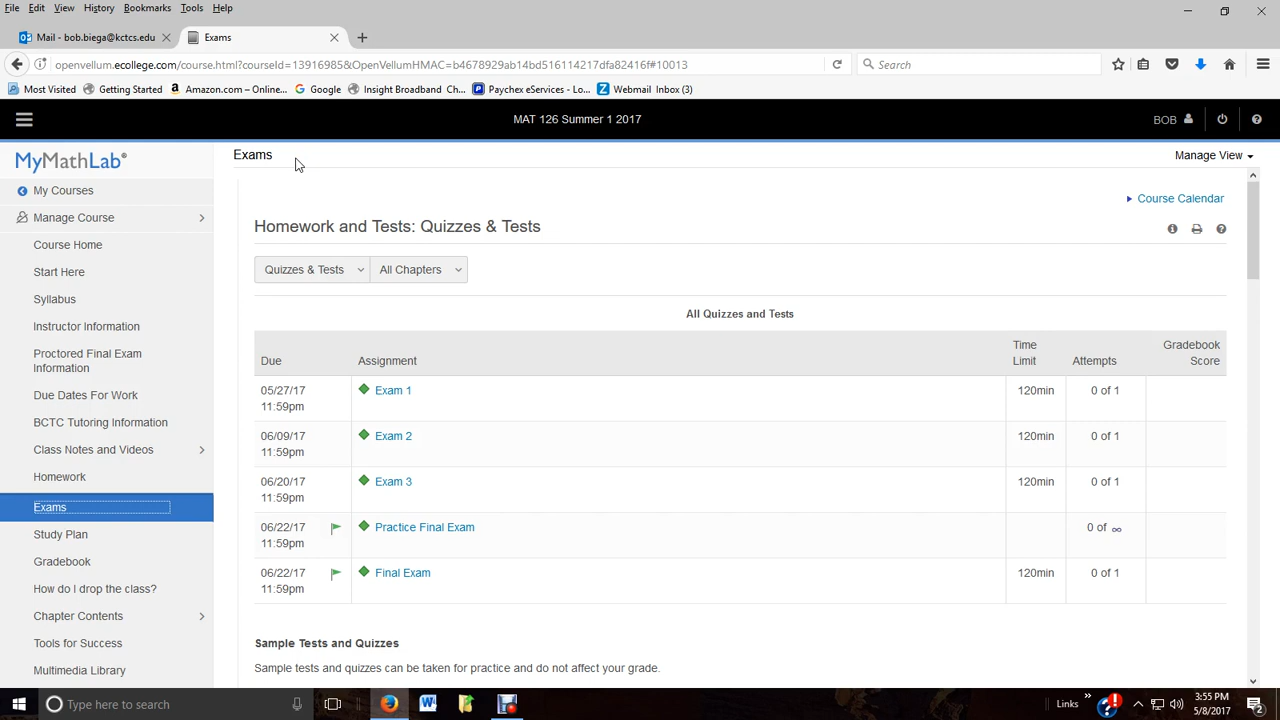 File Edit View History Bookmarks Tools Help
Mail - bob.biega@kctcs.edu
Exams
openvellum.ecollege.com/course.html?courseId=13916985&OpenVellumHMAC=b4678929ab14bd516114217dfa82416f#10013
Search
Most Visited Getting Started Amazon.com – Online... Google Insight Broadband Ch... Paychex eServices - Lo... Webmail Inbox (3)
MAT 126 Summer 1 2017
BOB
MyMathLab®
My Courses
Manage Course
Course Home
Start Here
Syllabus
Instructor Information
Proctored Final Exam
Information
Due Dates For Work
BCTC Tutoring Information
Class Notes and Videos
Homework
Exams
Study Plan
Gradebook
How do I drop the class?
Chapter Contents
Tools for Success
Multimedia Library
Exams
Manage View
Course Calendar
Homework and Tests: Quizzes & Tests
Quizzes & Tests All Chapters
All Quizzes and Tests
Due Assignment Time Limit Attempts Gradebook Score
05/27/17 11:59pm Exam 1 120min 0 of 1
06/09/17 11:59pm Exam 2 120min 0 of 1
06/20/17 11:59pm Exam 3 120min 0 of 1
06/22/17 11:59pm Practice Final Exam 0 of ∞
06/22/17 11:59pm Final Exam 120min 0 of 1
Sample Tests and Quizzes
Sample tests and quizzes can be taken for practice and do not affect your grade.
Type here to search
Links
3:55 PM
5/8/2017
2